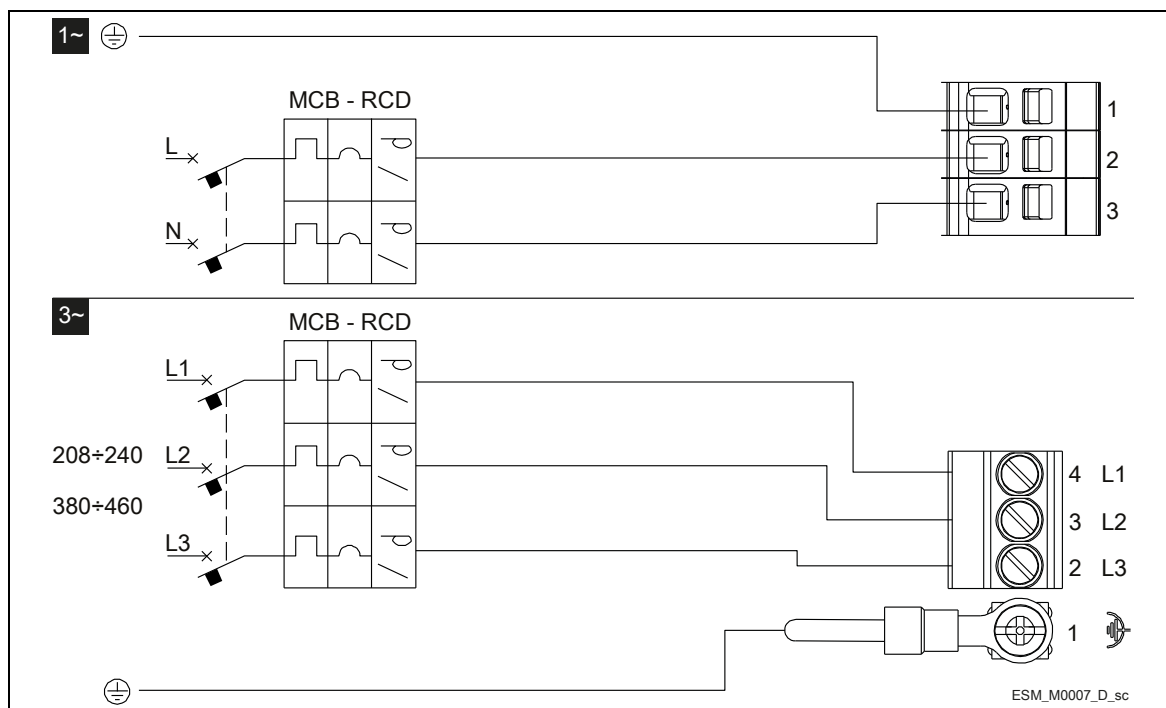 1~
MCB - RCD
L
N
1
2
3
3~
MCB - RCD
L1
208÷240 L2
380÷460
L3
4 L1
3 L2
2 L3
1
ESM_M0007_D_sc